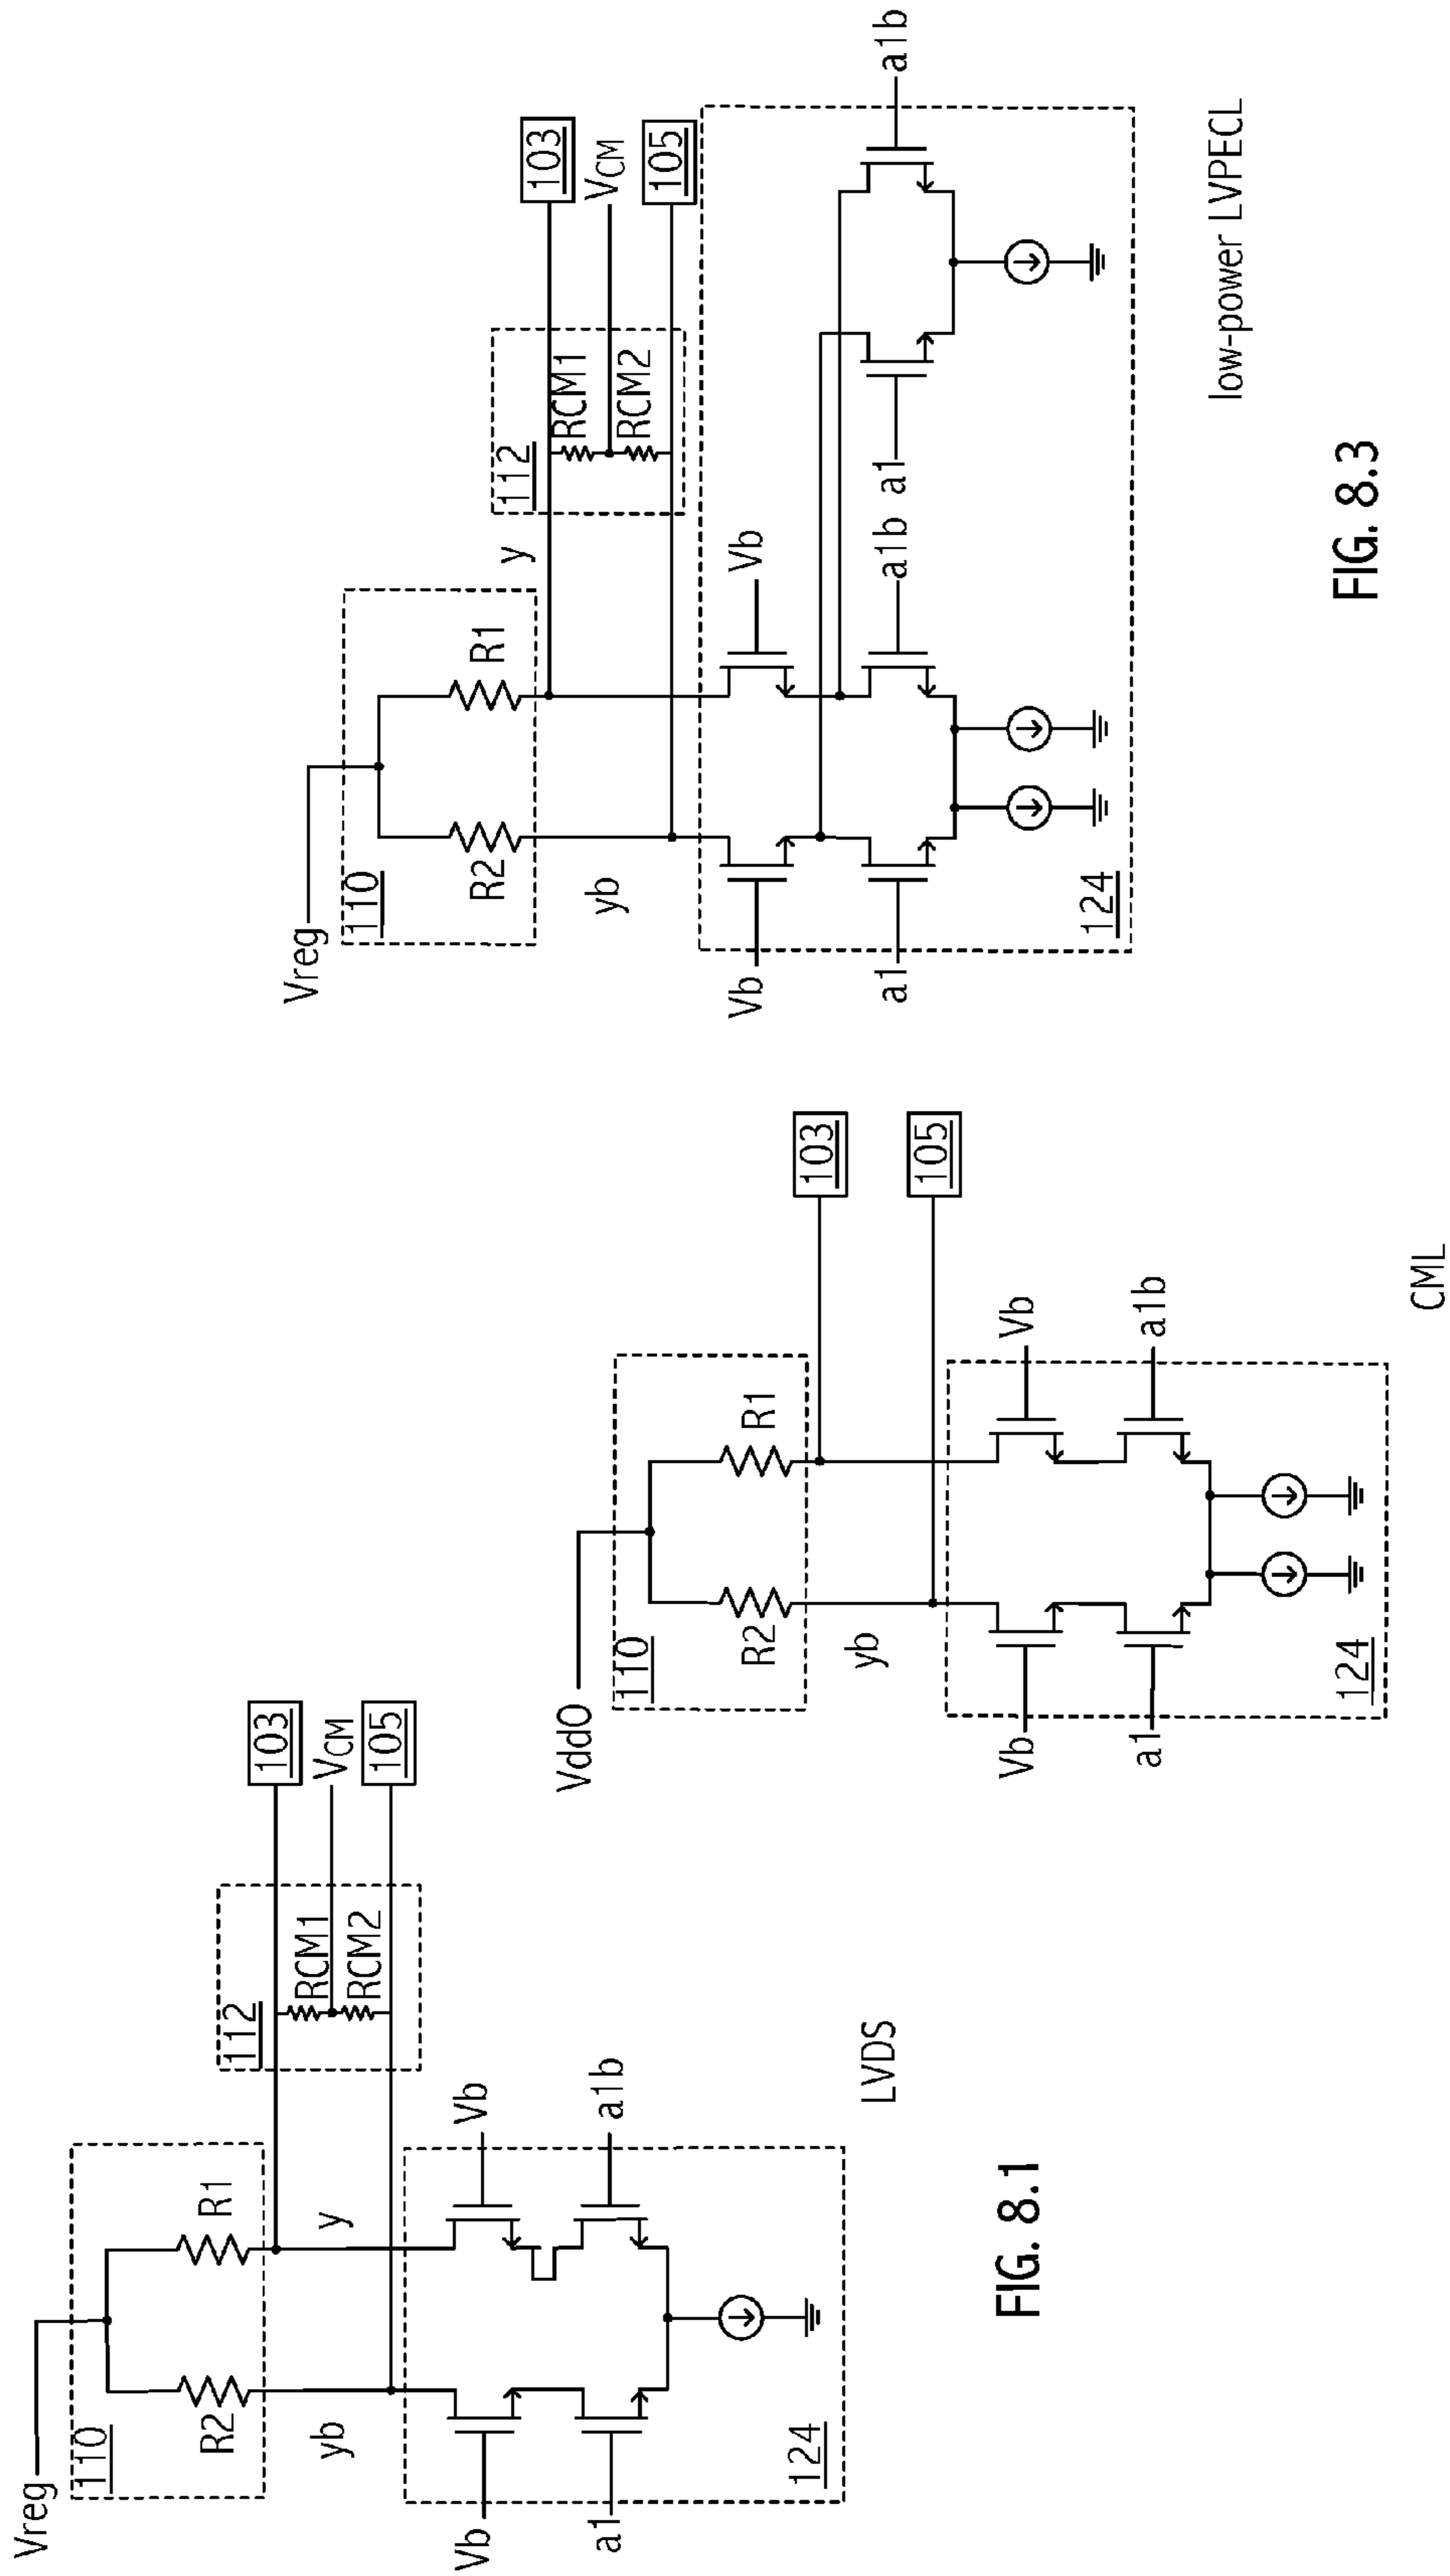 Vreg
110
R2
R1
yb
y
112
RCM1
RCM2
103
VCM
105
Vb
Vb
a1
a1b
124
LVDS
FIG. 8.1
VddO
110
R2
R1
yb
103
105
Vb
Vb
a1
a1b
124
CML
Vreg
110
R2
R1
yb
y
112
RCM1
RCM2
103
VCM
105
Vb
Vb
a1
a1b
a1
a1b
124
low-power LVPECL
FIG. 8.3